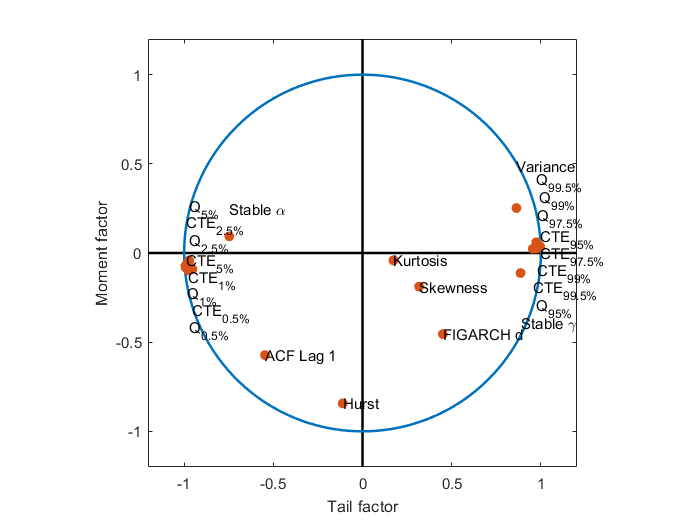 1
0.5
0
-0.5
-1
Moment factor
Variance
Q99.5%
Q99%
Q97.5%
CTE95%
CTE97.5%
CTE99%
CTE99.5%
Q95%
Stable γ
Q5%
CTE2.5%
Q2.5%
CTE5%
CTE1%
Q1%
CTE0.5%
Q0.5%
Stable α
Kurtosis
Skewness
FIGARCH d
ACF Lag 1
Hurst
-1
-0.5
0
0.5
1
Tail factor